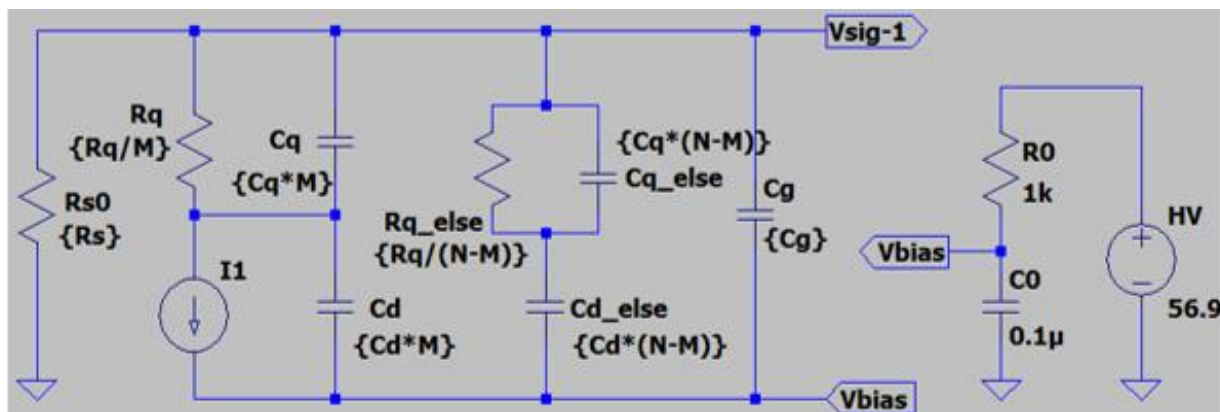 Vsig-1
Rq
{Rq/M}
Cq
{Cq*M}
{Cq*(N-M)}
Cq_else
R0
1k
Rs0
{Rs}
Rq_else
{Rq/(N-M)}
Cg
{Cg}
HV
56.9
Vbias
I1
Cd
{Cd*M}
Cd_else
{Cd*(N-M)}
C0
0.1µ
Vbias